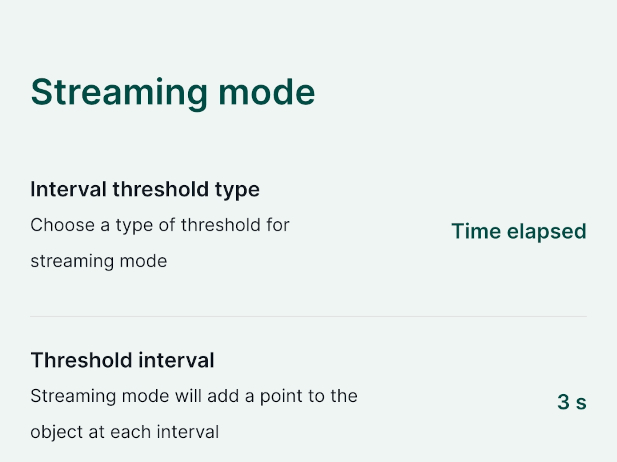 Streaming mode
Interval threshold type
Choose a type of threshold for
streaming mode
Time elapsed
Threshold interval
Streaming mode will add a point to the
object at each interval
3 s